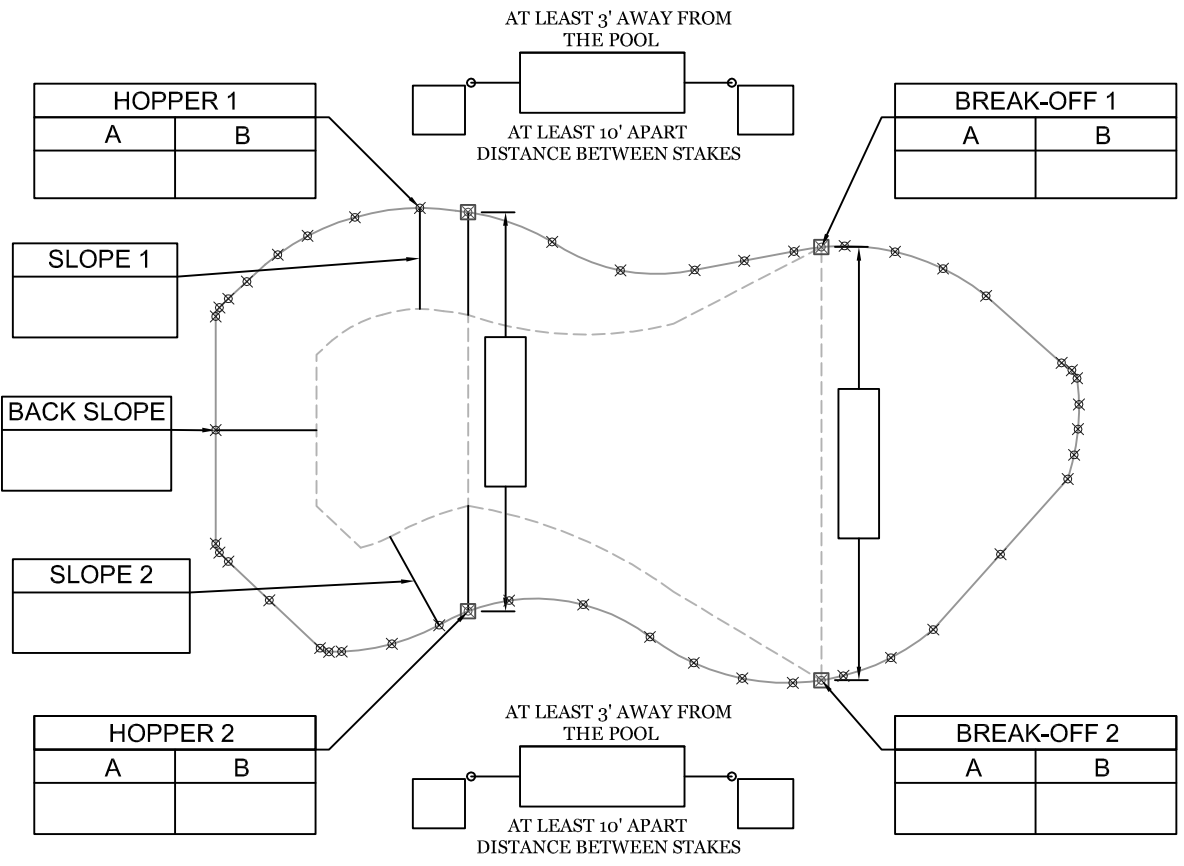 AT LEAST 3' AWAY FROM
THE POOL
HOPPER 1
A B
AT LEAST 10' APART
DISTANCE BETWEEN STAKES
BREAK-OFF 1
A B
SLOPE 1
BACK SLOPE
SLOPE 2
HOPPER 2
A B
AT LEAST 3' AWAY FROM
THE POOL
AT LEAST 10' APART
DISTANCE BETWEEN STAKES
BREAK-OFF 2
A B